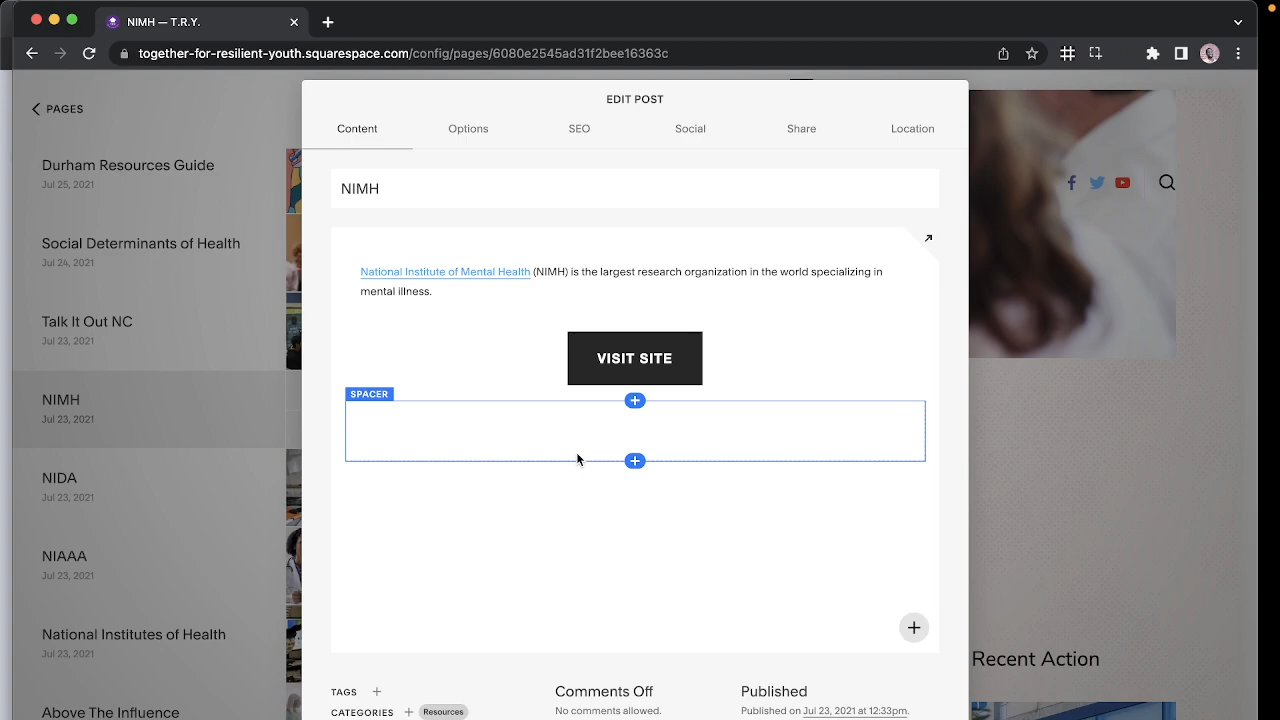 NIMH — T.R.Y.
together-for-resilient-youth.squarespace.com/config/pages/6080e2545ad31f2bee16363c
PAGES
Durham Resources Guide
Jul 25, 2021
Social Determinants of Health
Jul 24, 2021
Talk It Out NC
Jul 23, 2021
NIMH
Jul 23, 2021
NIDA
Jul 23, 2021
NIAAA
Jul 23, 2021
National Institutes of Health
Jul 23, 2021
Above The Influence
EDIT POST
Content Options SEO Social Share Location
NIMH
National Institute of Mental Health (NIMH) is the largest research organization in the world specializing in
mental illness.
VISIT SITE
SPACER
TAGS +
CATEGORIES + Resources
Comments Off
No comments allowed.
Published
Published on Jul 23, 2021 at 12:33pm.
Recent Action